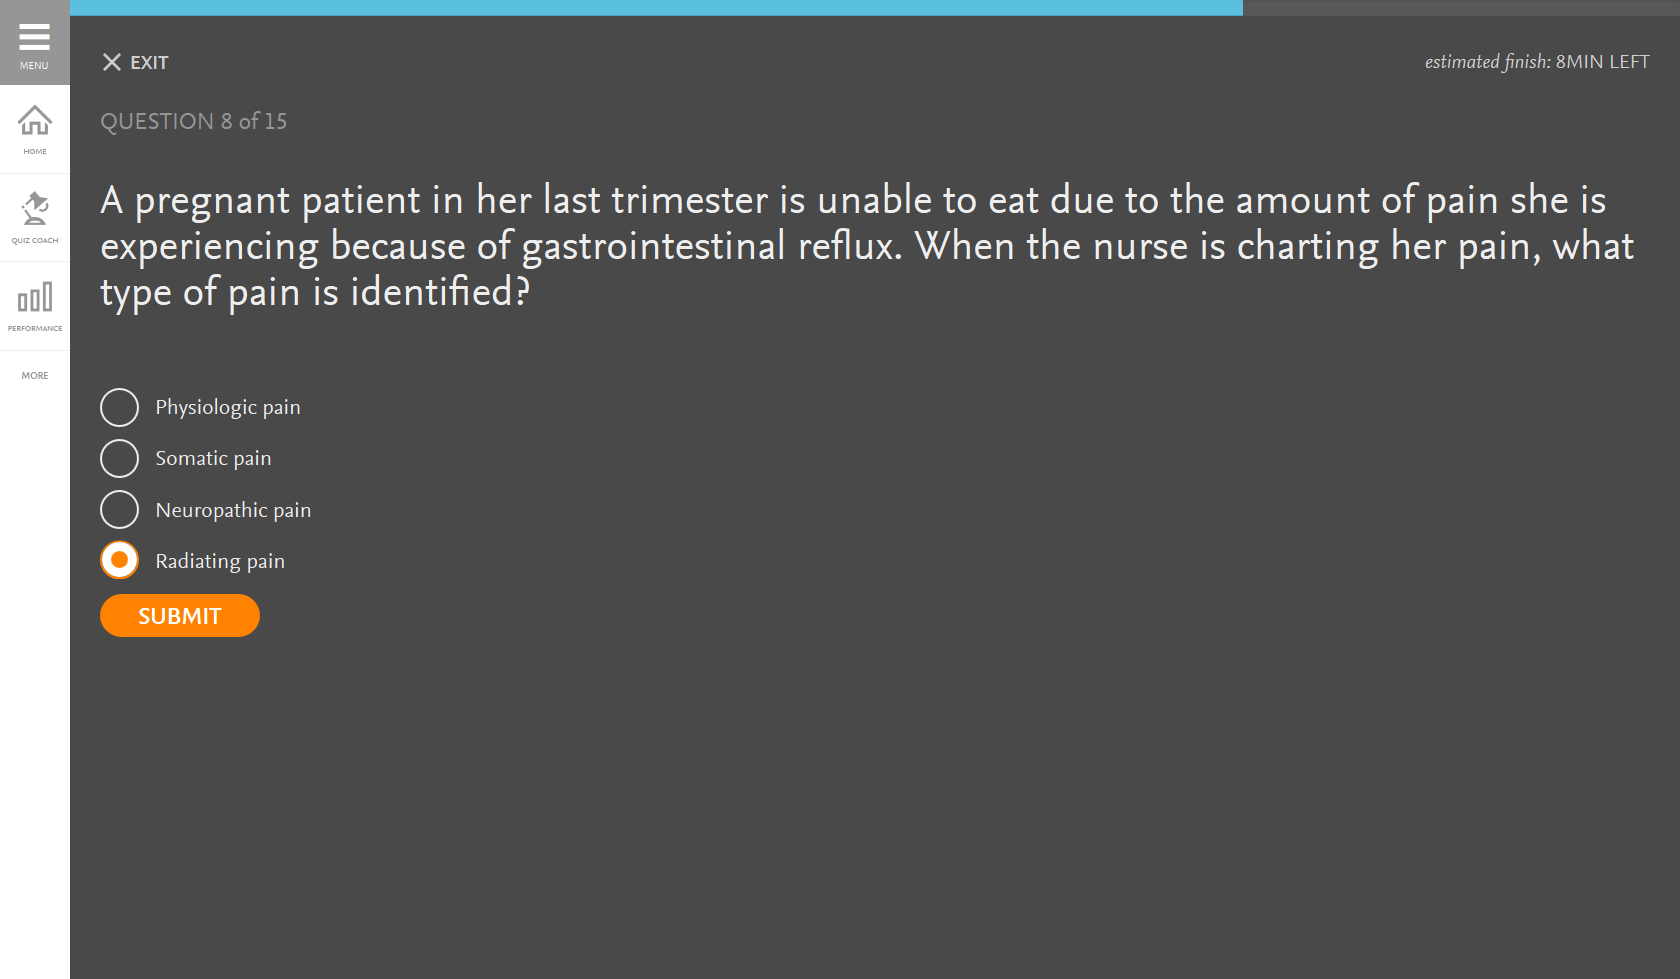 MENU
HOME
QUIZ COACH
PERFORMANCE
MORE
EXIT
estimated finish: 8MIN LEFT
QUESTION 8 of 15
A pregnant patient in her last trimester is unable to eat due to the amount of pain she is
experiencing because of gastrointestinal reflux. When the nurse is charting her pain, what
type of pain is identified?
Physiologic pain
Somatic pain
Neuropathic pain
Radiating pain
SUBMIT